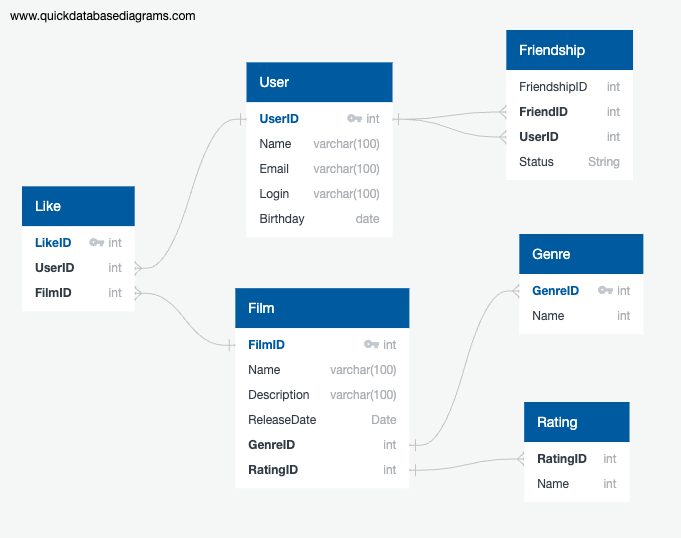 www.quickdatabasediagrams.com
User
UserID int
Name varchar(100)
Email varchar(100)
Login varchar(100)
Birthday date
Friendship
FriendshipID int
FriendID int
UserID int
Status String
Like
LikeID int
UserID int
FilmID int
Film
FilmID int
Name varchar(100)
Description varchar(100)
ReleaseDate Date
GenreID int
RatingID int
Genre
GenreID int
Name int
Rating
RatingID int
Name int